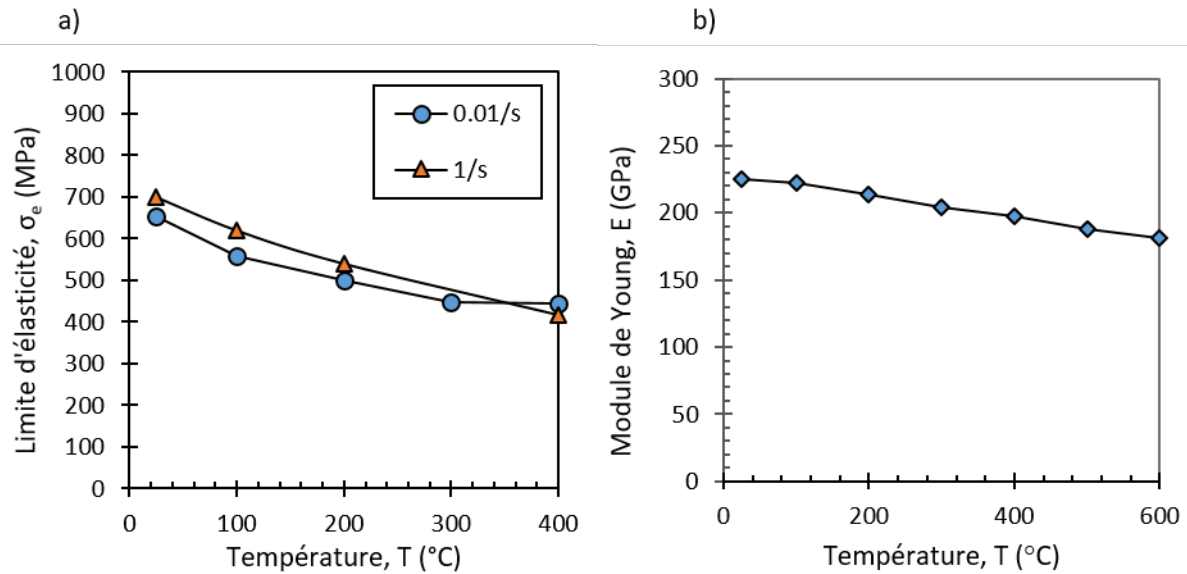 a)
Limite d'élasticité, σe (MPa)
1000
900
800
700
600
500
400
300
200
100
0
0.01/s
1/s
0 100 200 300 400
Température, T (°C)
b)
Module de Young, E (GPa)
300
250
200
150
100
50
0
0 200 400 600
Température, T (°C)